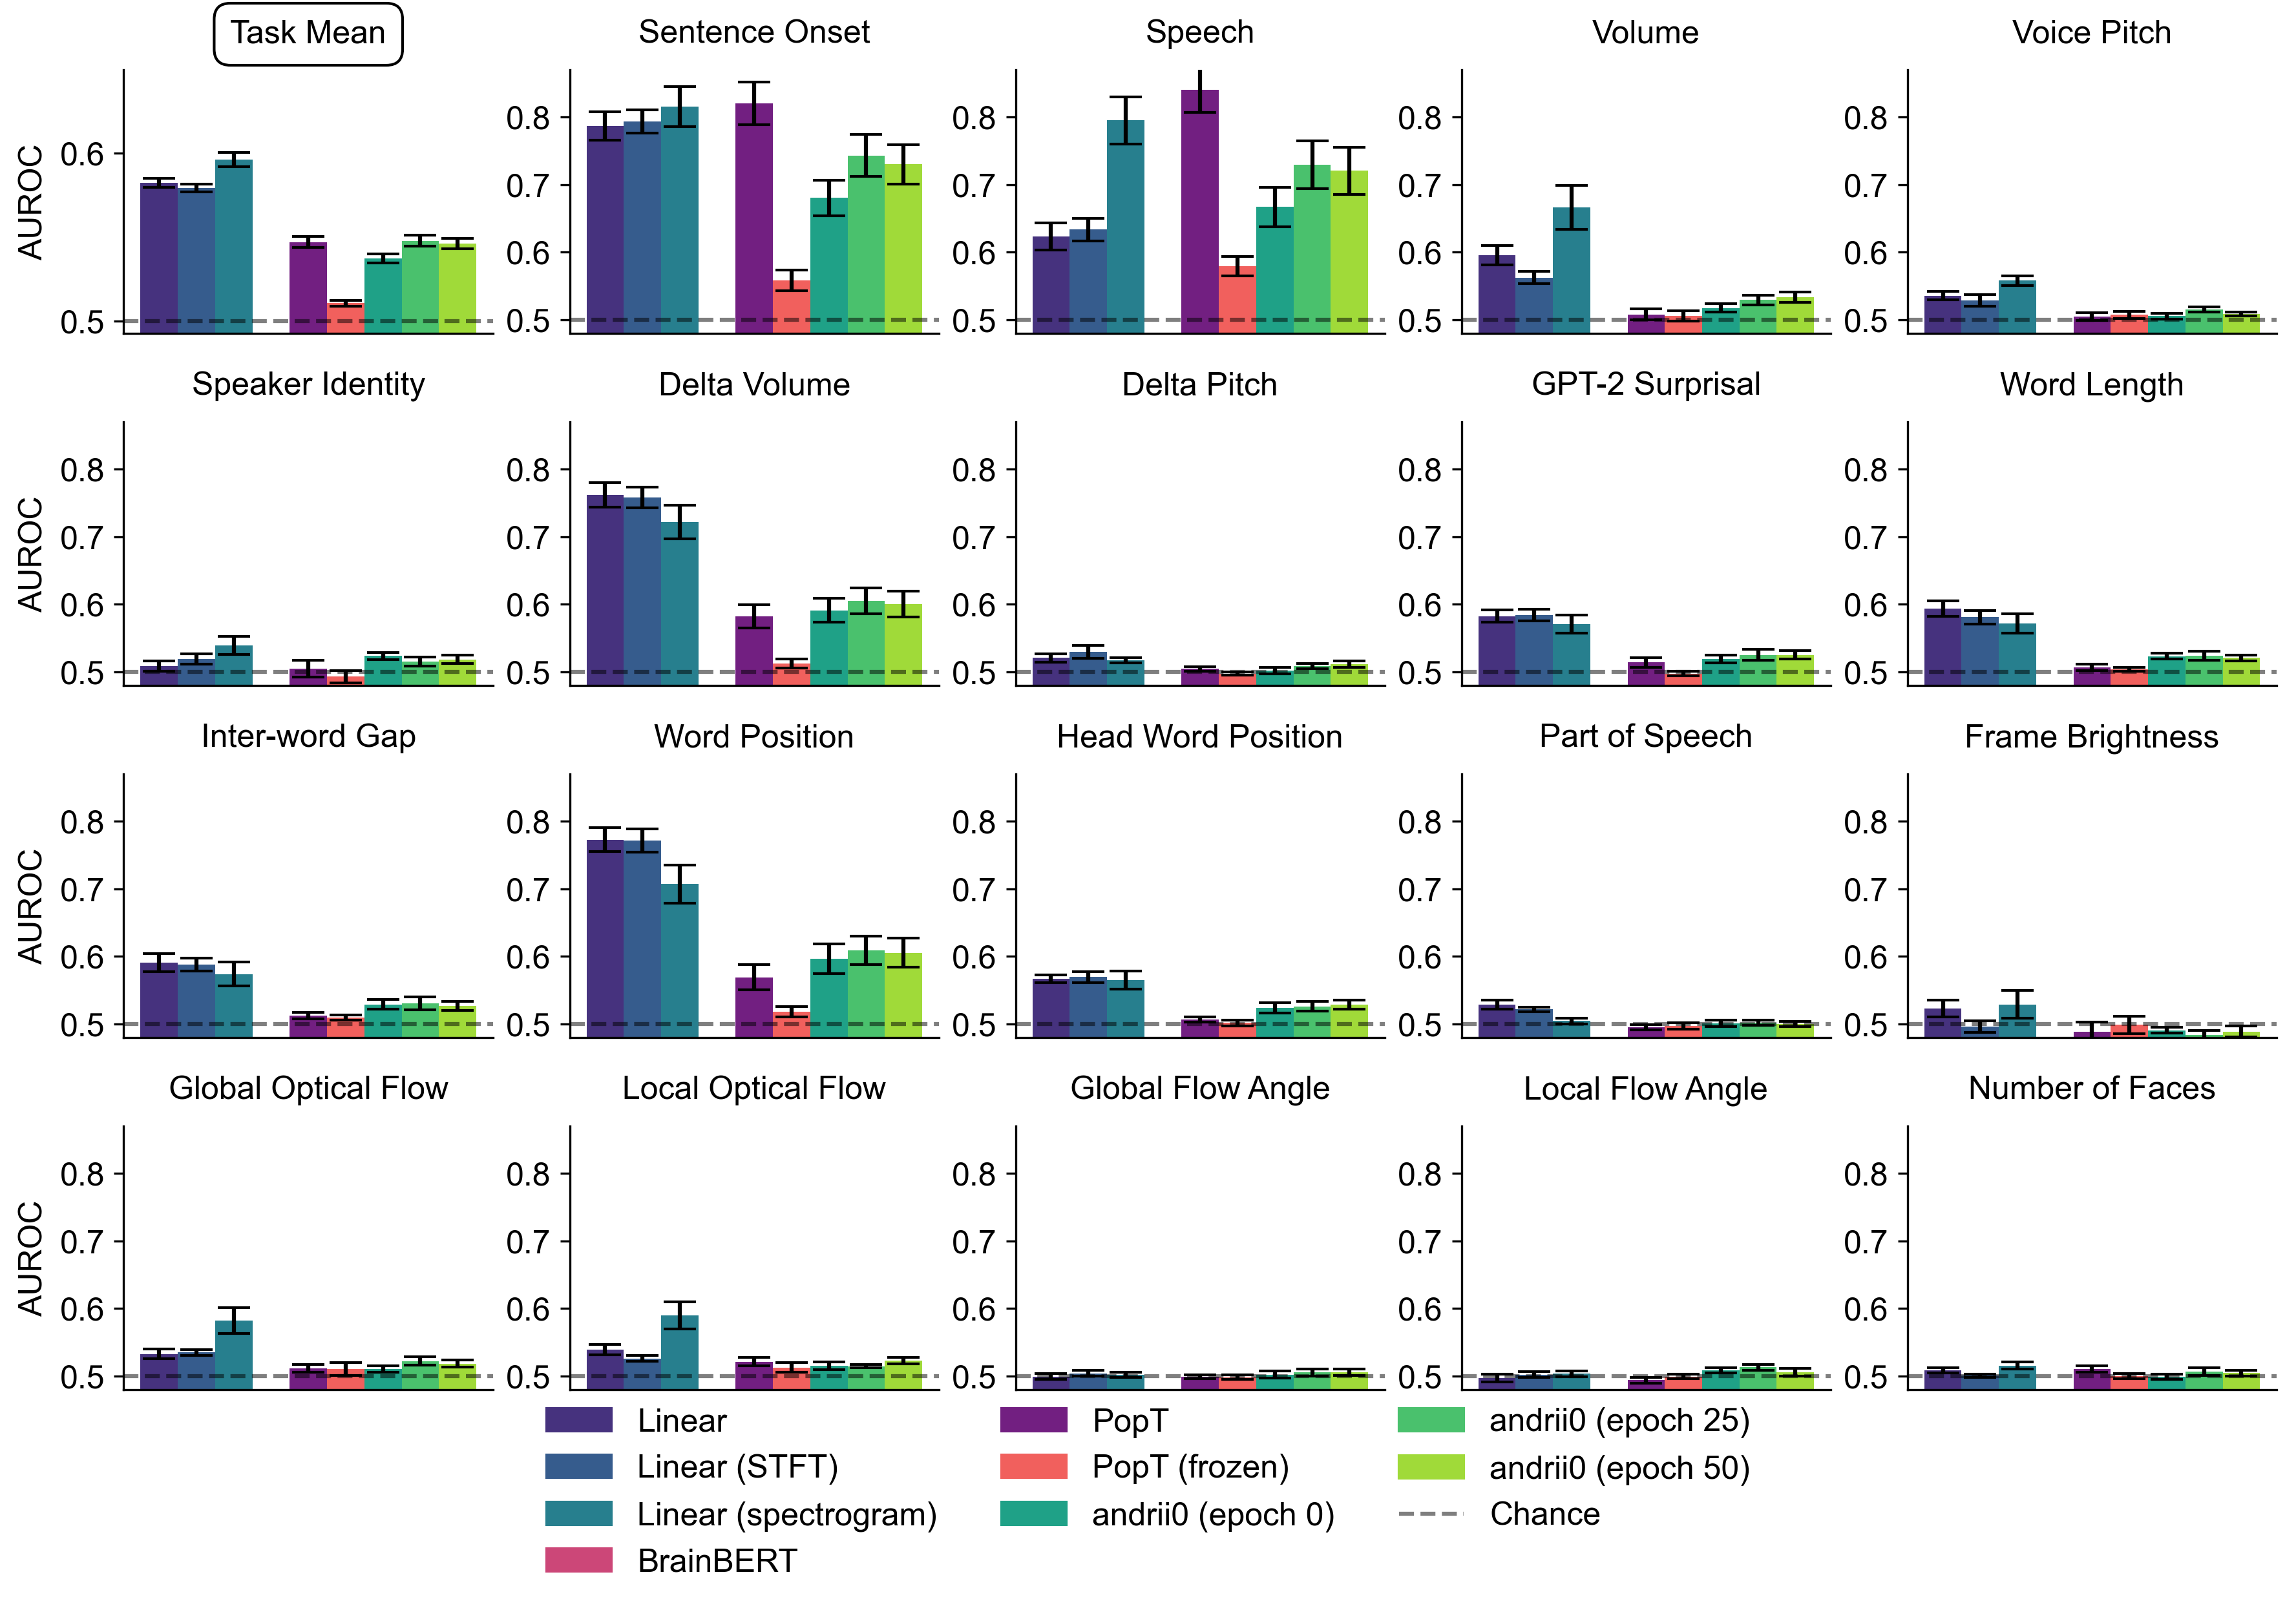 Task Mean
Sentence Onset
Speech
Volume
Voice Pitch
AUROC
0.6
0.5
0.8
0.7
0.6
0.5
0.8
0.7
0.6
0.5
0.8
0.7
0.6
0.5
0.8
0.7
0.6
0.5
Speaker Identity
Delta Volume
Delta Pitch
GPT-2 Surprisal
Word Length
AUROC
0.8
0.7
0.6
0.5
0.8
0.7
0.6
0.5
0.8
0.7
0.6
0.5
0.8
0.7
0.6
0.5
0.8
0.7
0.6
0.5
Inter-word Gap
Word Position
Head Word Position
Part of Speech
Frame Brightness
AUROC
0.8
0.7
0.6
0.5
0.8
0.7
0.6
0.5
0.8
0.7
0.6
0.5
0.8
0.7
0.6
0.5
0.8
0.7
0.6
0.5
Global Optical Flow
Local Optical Flow
Global Flow Angle
Local Flow Angle
Number of Faces
AUROC
0.8
0.7
0.6
0.5
0.8
0.7
0.6
0.5
0.8
0.7
0.6
0.5
0.8
0.7
0.6
0.5
0.8
0.7
0.6
0.5
Linear
Linear (STFT)
Linear (spectrogram)
BrainBERT
PopT
PopT (frozen)
andrii0 (epoch 0)
andrii0 (epoch 25)
andrii0 (epoch 50)
Chance